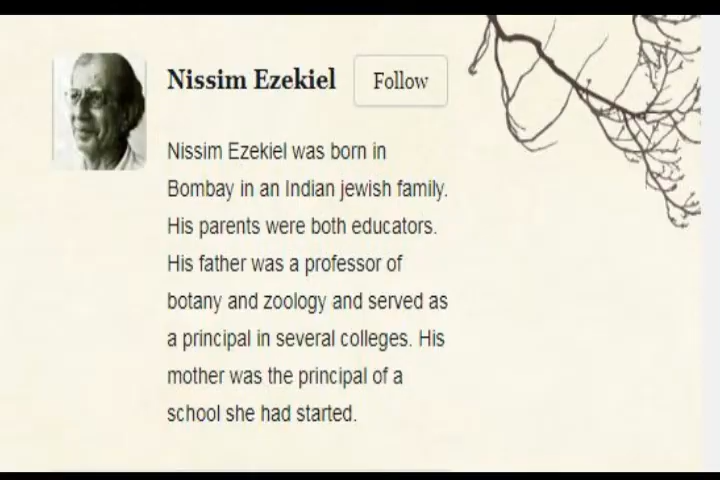 Nissim Ezekiel Follow
Nissim Ezekiel was born in
Bombay in an Indian jewish family.
His parents were both educators.
His father was a professor of
botany and zoology and served as
a principal in several colleges. His
mother was the principal of a
school she had started.